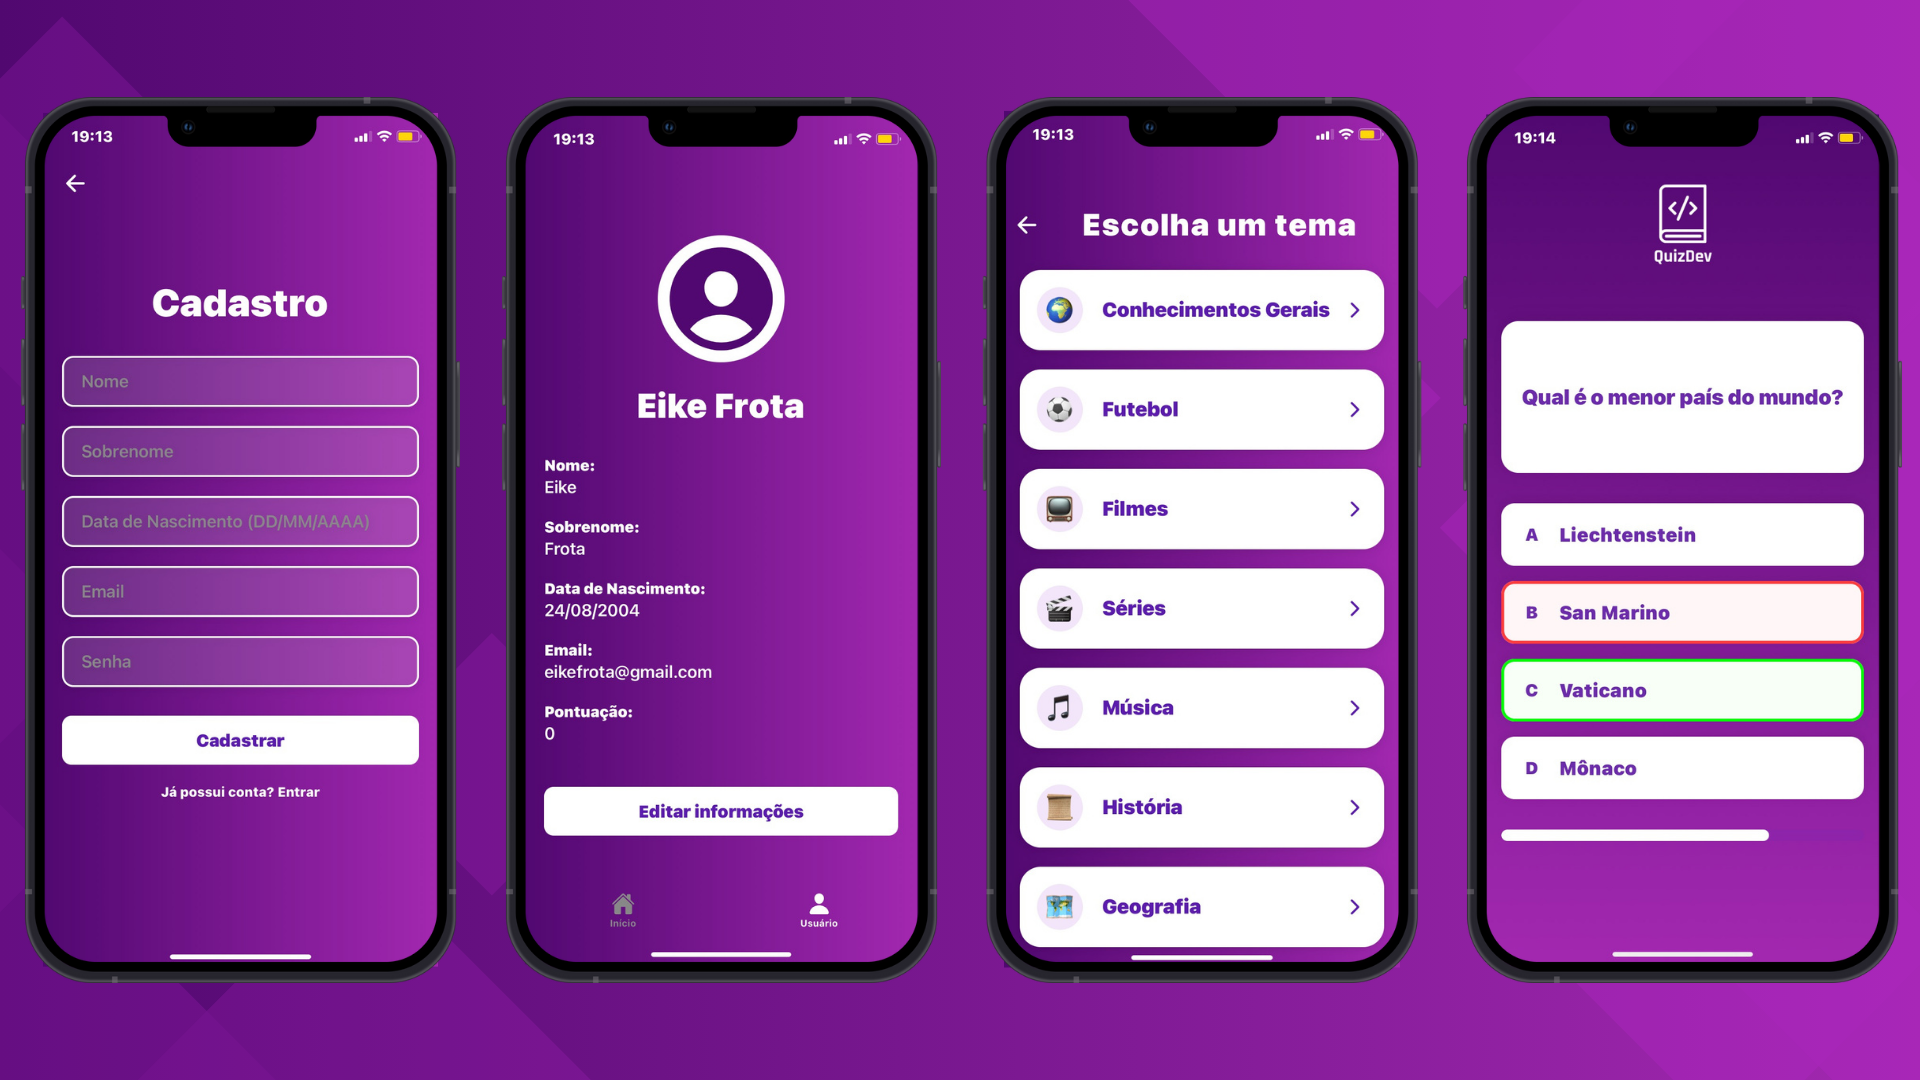 19:13
Cadastro
Nome
Sobrenome
Data de Nascimento (DD/MM/AAAA)
Email
Senha
Cadastrar
Já possui conta? Entrar
19:13
Eike Frota
Nome:
Eike
Sobrenome:
Frota
Data de Nascimento:
24/08/2004
Email:
eikefrota@gmail.com
Pontuação:
0
Editar informações
Início
Usuário
19:13
Escolha um tema
Conhecimentos Gerais
Futebol
Filmes
Séries
Música
História
Geografia
19:14
</>
QuizDev
Qual é o menor país do mundo?
A Liechtenstein
B San Marino
C Vaticano
D Mônaco